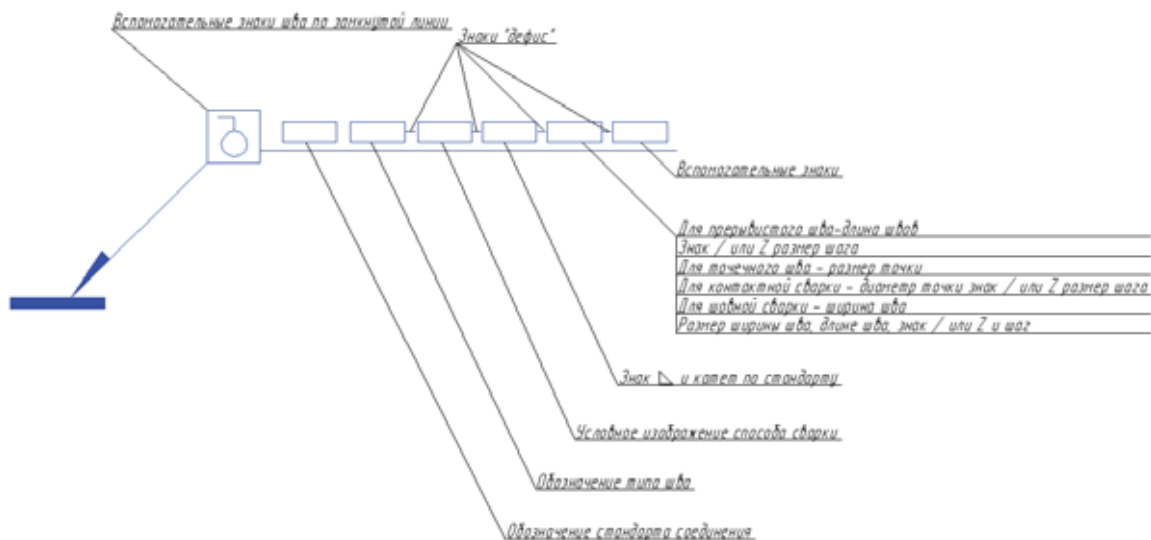 Вспомогательные знаки шва по замкнутой линии
Знаки "дефис"
Вспомогательные знаки
Для прерывистого шва-длина швов
Знак / или Z размер шага
Для точечного шва - размер точки
Для контактной сварки - диаметр точки знак / или Z размер шага
Для шовной сварки - ширина шва
Размер ширины шва, длине шва, знак / или Z и шаг
Знак ◺ и катет по стандарту
Условное изображение способа сварки
Обозначение типа шва
Обозначение стандарта соединения